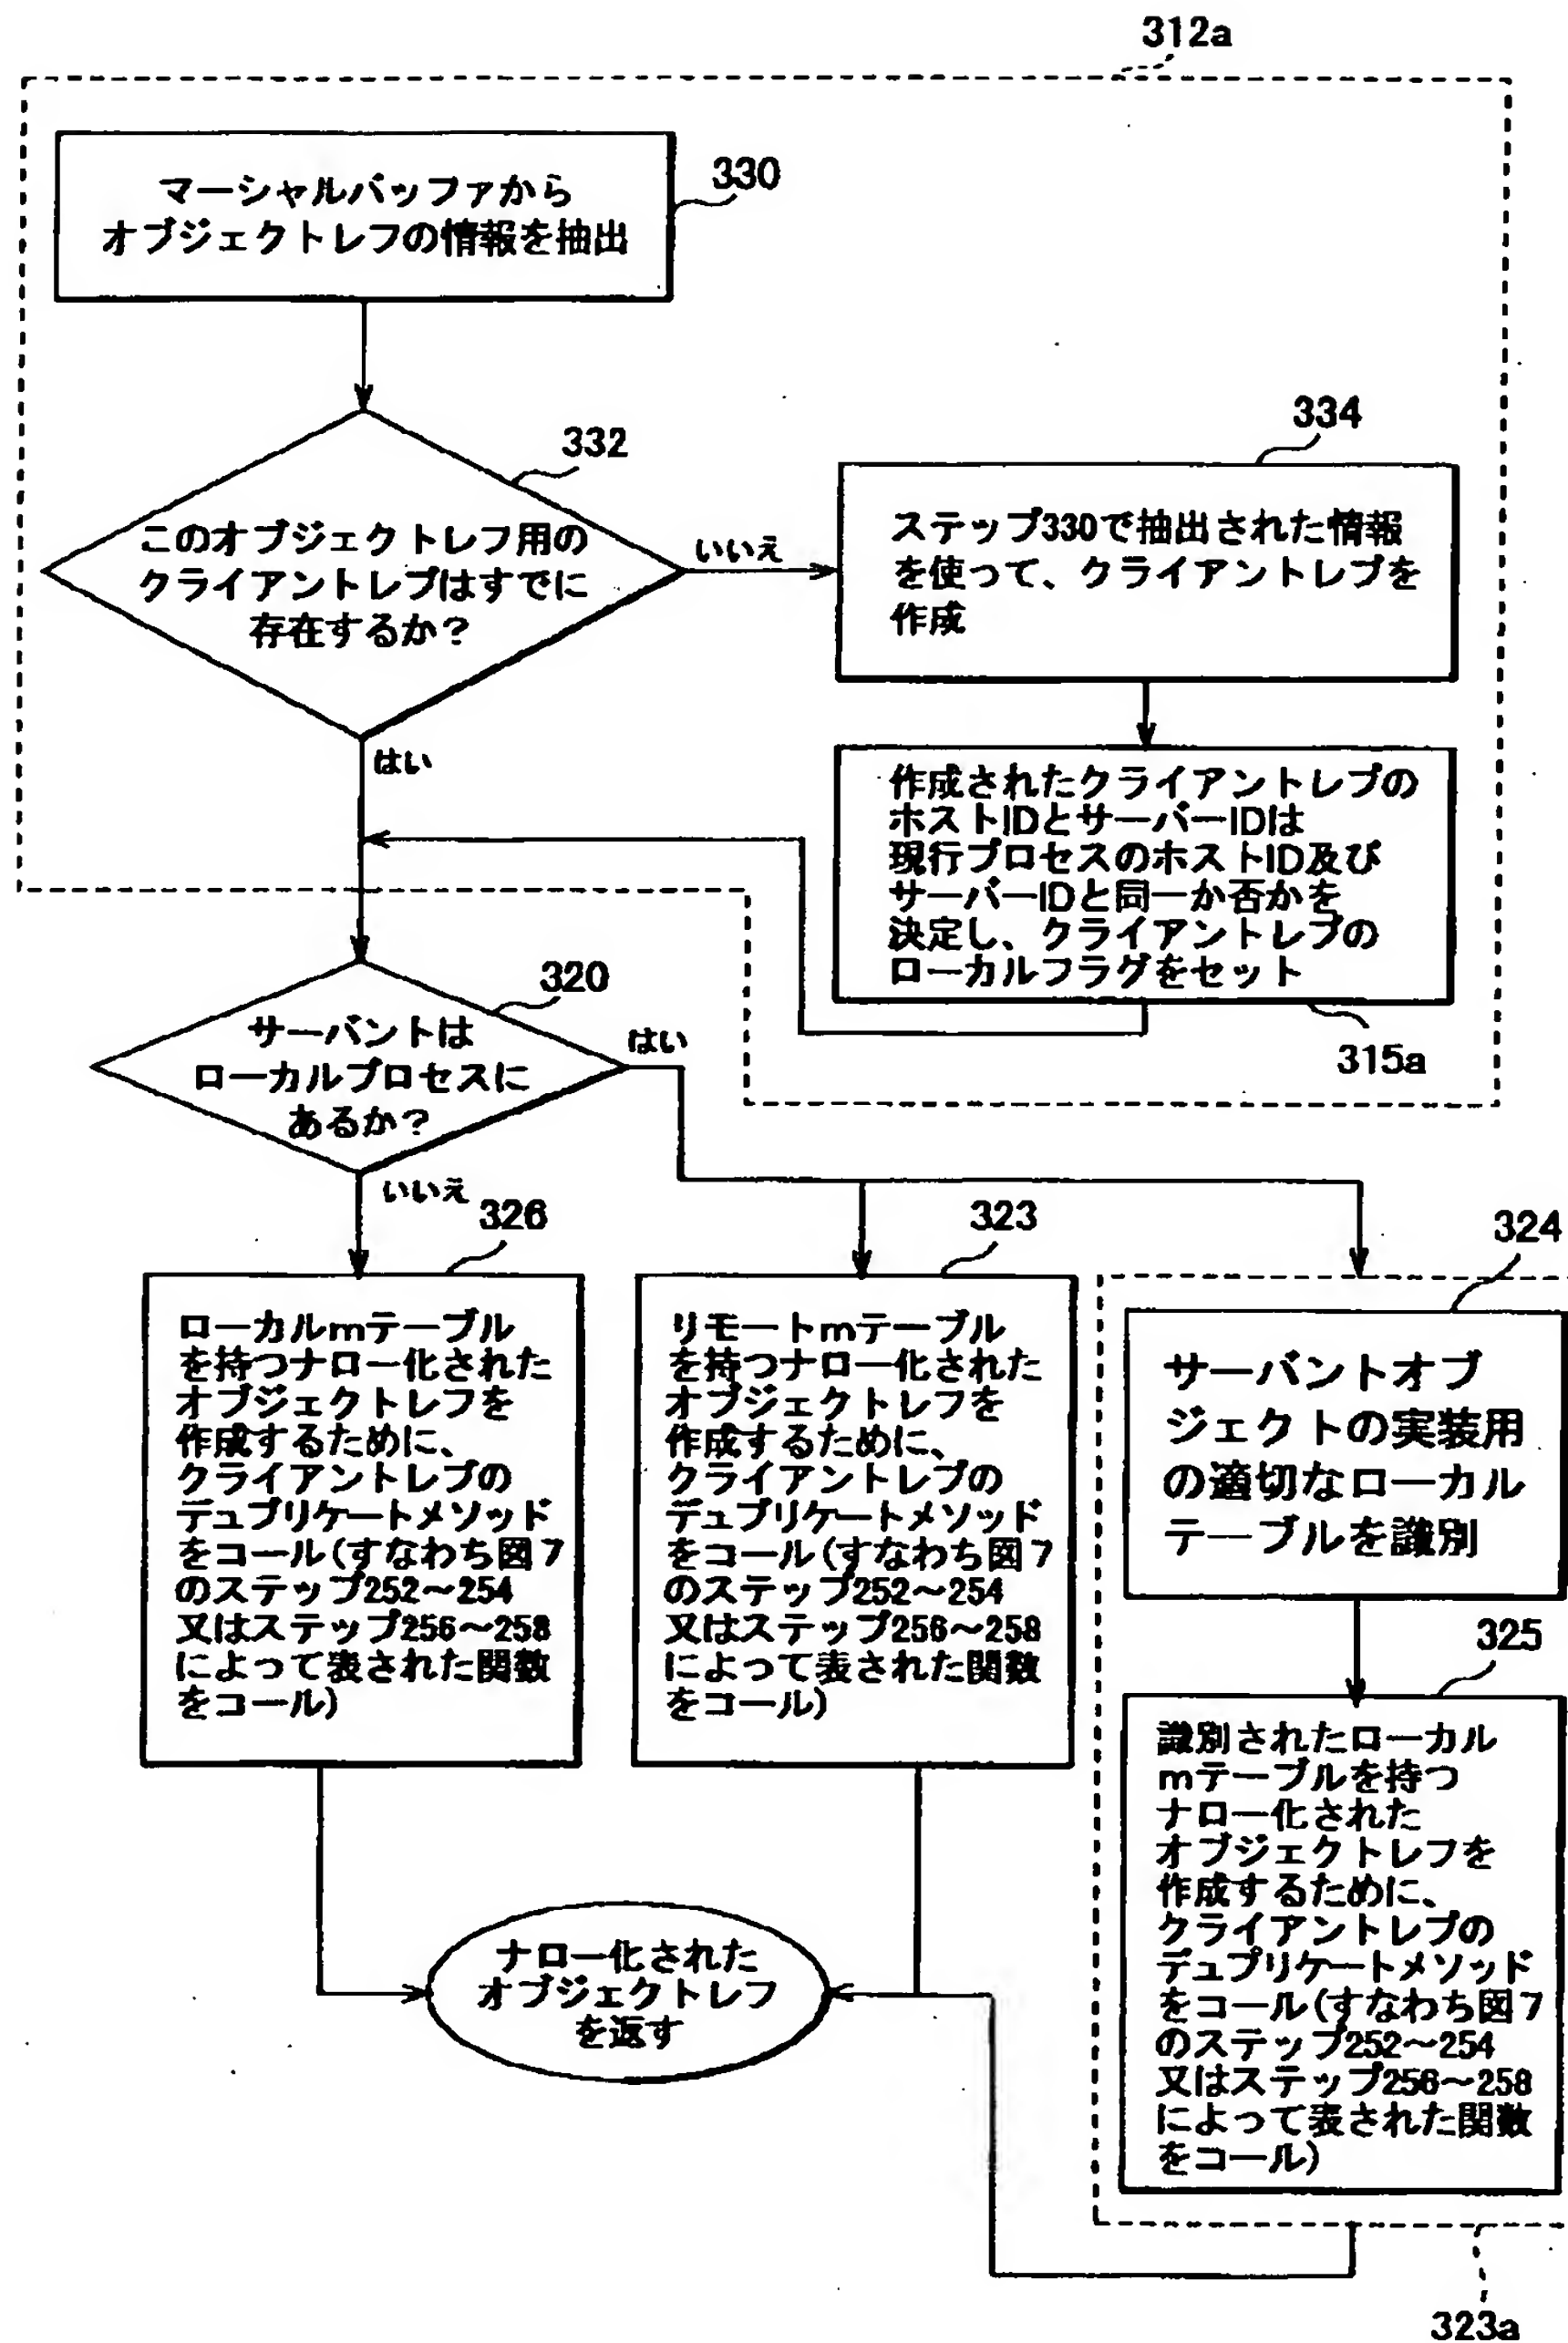 312a
330
マーシャルバッファから
オブジェクトレフの情報を抽出
332
このオブジェクトレフ用の
クライアントレプはすでに
存在するか？
いいえ
はい
334
ステップ330で抽出された情報
を使って、クライアントレプを
作成
作成されたクライアントレプの
ホストIDとサーバーIDは
現行プロセスのホストID及び
サーバーIDと同一か否かを
決定し、クライアントレプの
ローカルフラグをセット
315a
320
サーバントは
ローカルプロセスに
あるか？
はい
いいえ
326
ローカルmテーブル
を持つナロー化された
オブジェクトレフを
作成するために、
クライアントレプの
デュプリケートメソッド
をコール(すなわち図7
のステップ252～254
又はステップ256～258
によって表された関数
をコール)
323
リモートmテーブル
を持つナロー化された
オブジェクトレフを
作成するために、
クライアントレプの
デュプリケートメソッド
をコール(すなわち図7
のステップ252～254
又はステップ256～258
によって表された関数
をコール)
324
サーバントオブ
ジェクトの実装用
の適切なローカル
テーブルを識別
325
識別されたローカル
mテーブルを持つ
ナロー化された
オブジェクトレフを
作成するために、
クライアントレプの
デュプリケートメソッド
をコール(すなわち図7
のステップ252～254
又はステップ256～258
によって表された関数
をコール)
ナロー化された
オブジェクトレフ
を返す
323a